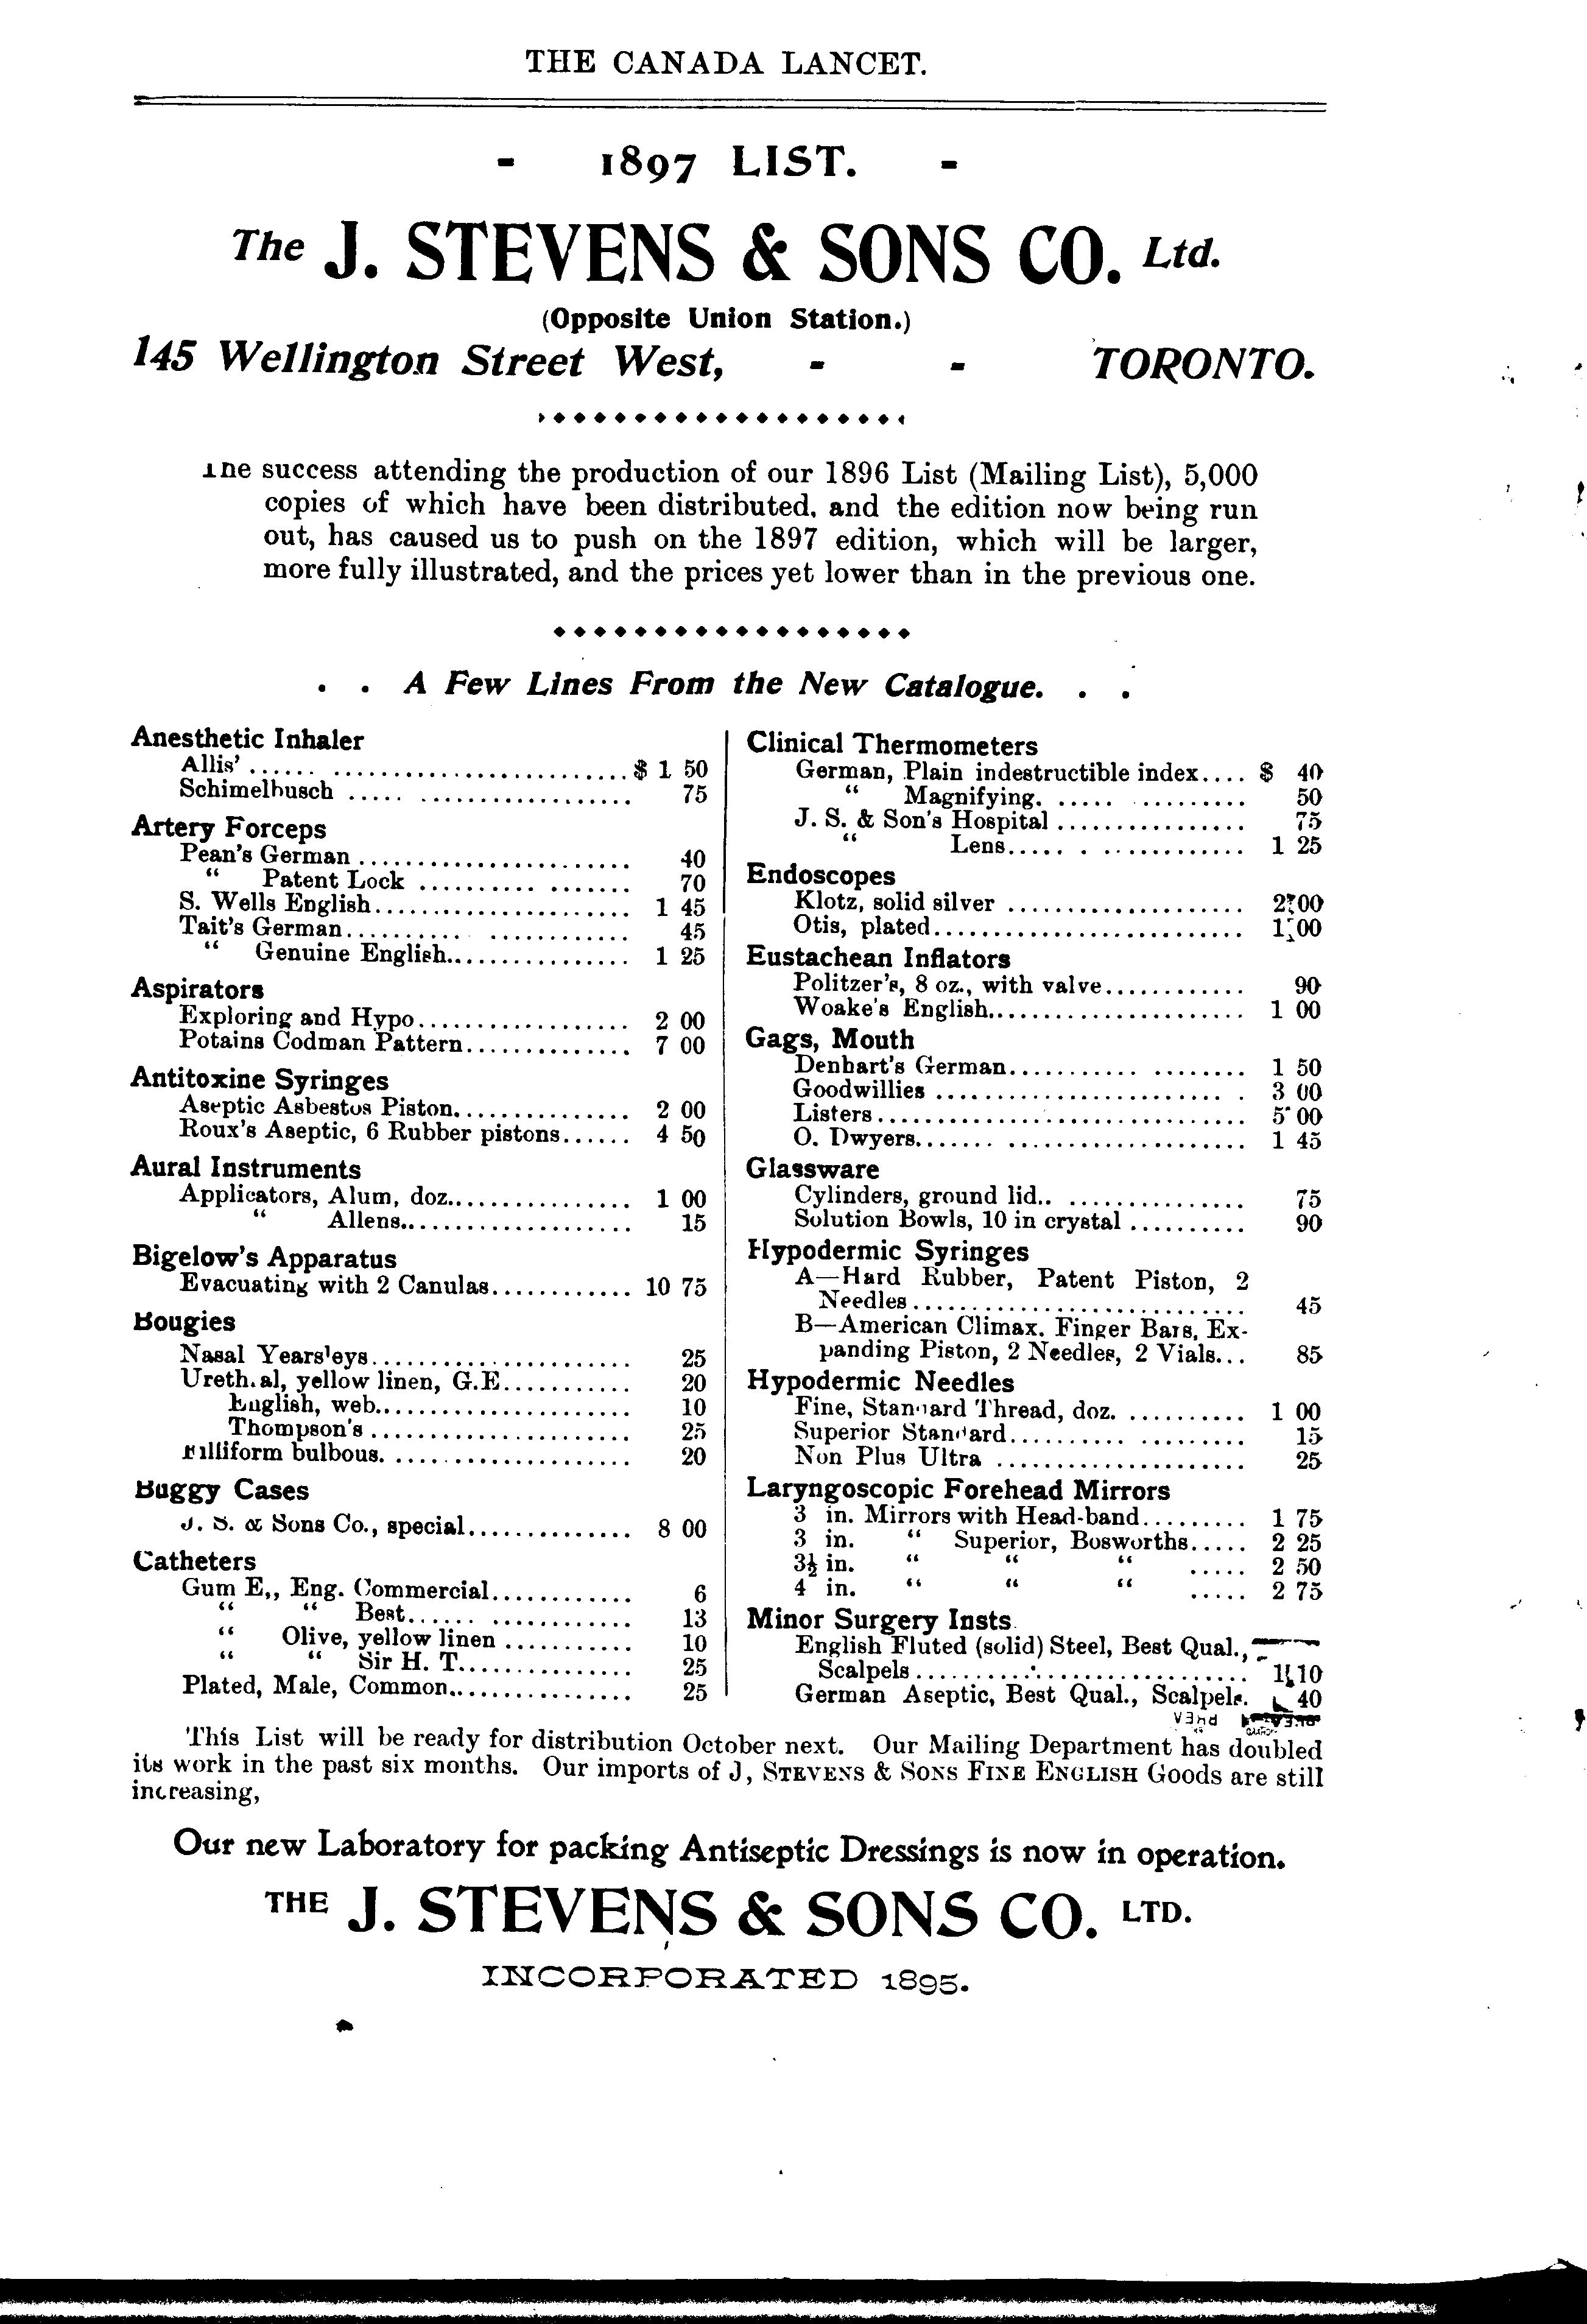 THE CANADA LANCET.
- 1897 LIST. -
The J. STEVENS & SONS CO. Ltd.
(Opposite Union Station.)
145 Wellington Street West, - - TORONTO.
The success attending the production of our 1896 List (Mailing List), 5,000
copies of which have been distributed, and the edition now being run
out, has caused us to push on the 1897 edition, which will be larger,
more fully illustrated, and the prices yet lower than in the previous one.
. . A Few Lines From the New Catalogue. . .
Anesthetic Inhaler
Allis' ........ $ 1 50
Schimelbusch ........ 75
Artery Forceps
Pean's German ........ 40
“ Patent Lock ........ 70
S. Wells English ........ 1 45
Tait's German ........ 45
“ Genuine English ........ 1 25
Aspirators
Exploring and Hypo ........ 2 00
Potains Codman Pattern ........ 7 00
Antitoxine Syringes
Aseptic Asbestos Piston ........ 2 00
Roux's Aseptic, 6 Rubber pistons ...... 4 50
Aural Instruments
Applicators, Alum, doz ........ 1 00
“ Allens ........ 15
Bigelow's Apparatus
Evacuating with 2 Canulas ........ 10 75
Bougies
Nasal Yearsleys ........ 25
Urethral, yellow linen, G.E ........ 20
English, web ........ 10
Thompson's ........ 25
Filliform bulbous. ........ 20
Buggy Cases
J. S. & Sons Co., special ........ 8 00
Catheters
Gum E,, Eng. Commercial ........ 6
“ “ Best ........ 13
“ Olive, yellow linen ........ 10
“ “ Sir H. T. ........ 25
Plated, Male, Common ........ 25
Clinical Thermometers
German, Plain indestructible index .... $ 40
“ Magnifying. ........ 50
J. S. & Son's Hospital ........ 75
“ Lens ........ 1 25
Endoscopes
Klotz, solid silver ........ 2 00
Otis, plated ........ 1 00
Eustachean Inflators
Politzer's, 8 oz., with valve ........ 90
Woake's English ........ 1 00
Gags, Mouth
Denhart's German ........ 1 50
Goodwillies ........ 3 00
Listers ........ 5 00
O. Dwyers ........ 1 45
Glassware
Cylinders, ground lid ........ 75
Solution Bowls, 10 in crystal ........ 90
Hypodermic Syringes
A—Hard Rubber, Patent Piston, 2
Needles ........ 45
B—American Climax. Finger Bars, Ex-
panding Piston, 2 Needles, 2 Vials... 85
Hypodermic Needles
Fine, Standard Thread, doz. ........ 1 00
Superior Standard ........ 15
Non Plus Ultra ........ 25
Laryngoscopic Forehead Mirrors
3 in. Mirrors with Head-band ........ 1 75
3 in. “ Superior, Bosworths ..... 2 25
3½ in. “ “ “ ..... 2 50
4 in. “ “ “ ..... 2 75
Minor Surgery Insts.
English Fluted (solid) Steel, Best Qual.,
Scalpels ........ 1 10
German Aseptic, Best Qual., Scalpels. 40
This List will be ready for distribution October next. Our Mailing Department has doubled
its work in the past six months. Our imports of J, STEVENS & SONS FINE ENGLISH Goods are still
increasing,
Our new Laboratory for packing Antiseptic Dressings is now in operation.
THE J. STEVENS & SONS CO. LTD.
INCORPORATED 1895.